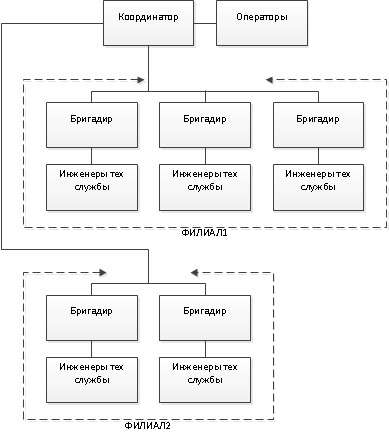 Координатор
Операторы
Бригадир
Бригадир
Бригадир
Инженеры тех
службы
Инженеры тех
службы
Инженеры тех
службы
ФИЛИАЛ1
Бригадир
Бригадир
Инженеры тех
службы
Инженеры тех
службы
ФИЛИАЛ2